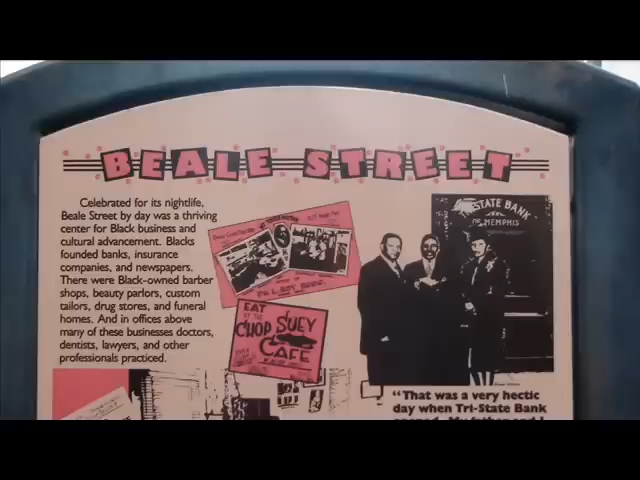 BEALE STREET
Celebrated for its nightlife,
Beale Street by day was a thriving
center for Black business and
cultural advancement. Blacks
founded banks, insurance
companies, and newspapers.
There were Black-owned barber
shops, beauty parlors, custom
tailors, drug stores, and funeral
homes. And in offices above
many of these businesses doctors,
dentists, lawyers, and other
professionals practiced.
EAT
AT THE
CHOP SUEY
CAFE
STATE BANK
OF MEMPHIS
"That was a very hectic
day when Tri-State Bank